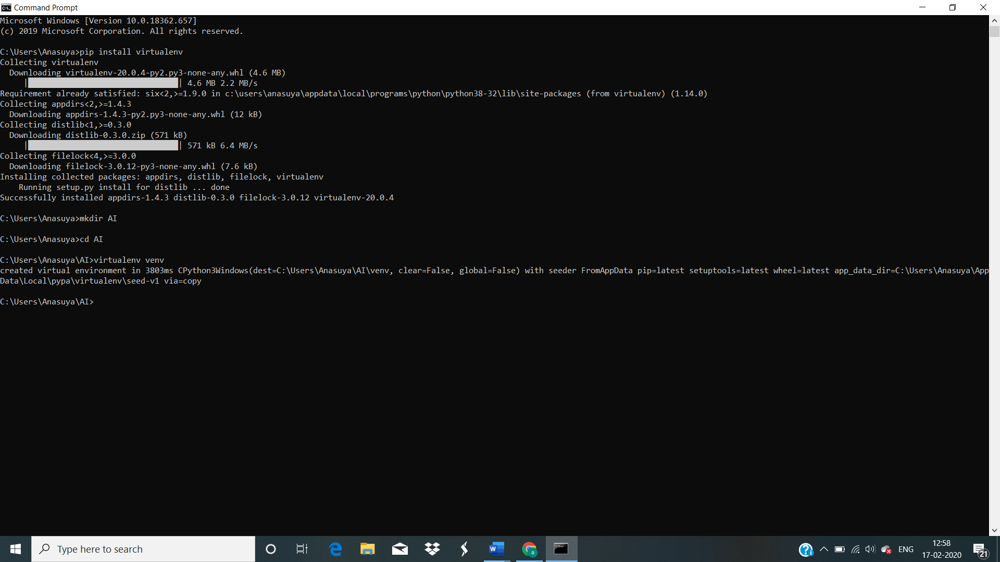 Command Prompt
Microsoft Windows [Version 10.0.18362.657]
(c) 2019 Microsoft Corporation. All rights reserved.
C:\Users\Anasuya>pip install virtualenv
Collecting virtualenv
Downloading virtualenv-20.0.4-py2.py3-none-any.whl (4.6 MB)
| | 4.6 MB 2.2 MB/s
Requirement already satisfied: six<2,>=1.9.0 in c:\users\anasuya\appdata\local\programs\python\python38-32\lib\site-packages (from virtualenv) (1.14.0)
Collecting appdirs<2,>=1.4.3
Downloading appdirs-1.4.3-py2.py3-none-any.whl (12 kB)
Collecting distlib<1,>=0.3.0
Downloading distlib-0.3.0.zip (571 kB)
| | 571 kB 6.4 MB/s
Collecting filelock<4,>=3.0.0
Downloading filelock-3.0.12-py3-none-any.whl (7.6 kB)
Installing collected packages: appdirs, distlib, filelock, virtualenv
Running setup.py install for distlib ... done
Successfully installed appdirs-1.4.3 distlib-0.3.0 filelock-3.0.12 virtualenv-20.0.4
C:\Users\Anasuya>mkdir AI
C:\Users\Anasuya>cd AI
C:\Users\Anasuya\AI>virtualenv venv
created virtual environment in 3803ms CPython3Windows(dest=C:\Users\Anasuya\AI\venv, clear=False, global=False) with seeder FromAppData pip=latest setuptools=latest wheel=latest app_data_dir=C:\Users\Anasuya\App
Data\Local\pypa\virtualenv\seed-v1 via=copy
C:\Users\Anasuya\AI>
Type here to search
ENG
12:58
17-02-2020
21